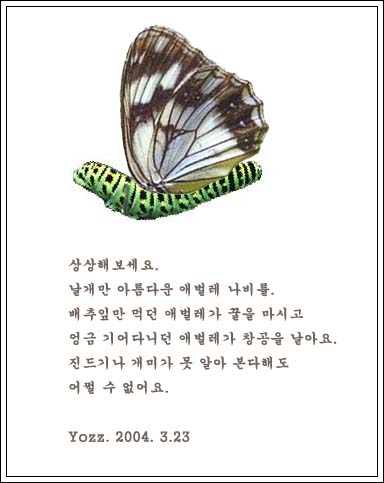 상상해보세요.
날개만 아름다운 애벌레 나비를.
배추잎만 먹던 애벌레가 꿀을 마시고
엉금 기어다니던 애벌레가 창공을 날아요.
진드기나 개미가 못 알아 본다해도
어쩔 수 없어요.
Yozz. 2004. 3.23